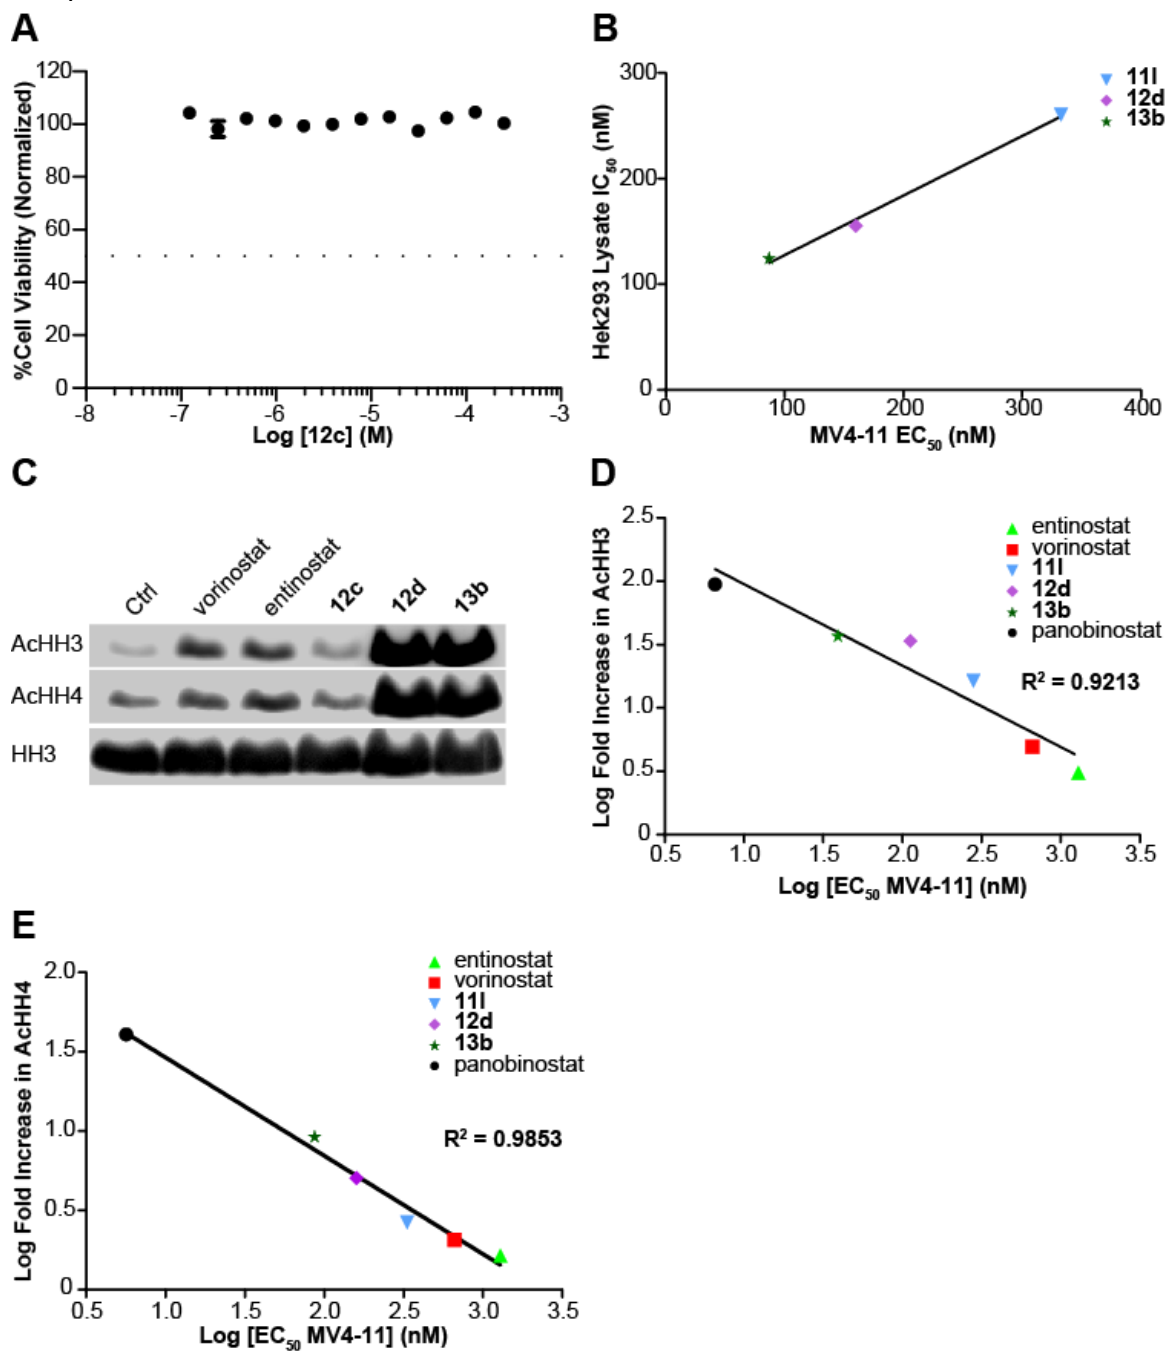 A
120
100
80
60
40
20
0
-8 -7 -6 -5 -4 -3
%Cell Viability (Normalized)
Log [12c] (M)
B
300
200
100
0
0 100 200 300 400
Hek293 Lysate IC50 (nM)
MV4-11 EC50 (nM)
11l
12d
13b
C
Ctrl vorinostat entinostat 12c 12d 13b
AcHH3
AcHH4
HH3
D
2.5
2.0
1.5
1.0
0.5
0
0.5 1.0 1.5 2.0 2.5 3.0 3.5
Log Fold Increase in AcHH3
Log [EC50 MV4-11] (nM)
entinostat
vorinostat
11l
12d
13b
panobinostat
R2 = 0.9213
E
2.0
1.5
1.0
0.5
0
0.5 1.0 1.5 2.0 2.5 3.0 3.5
Log Fold Increase in AcHH4
Log [EC50 MV4-11] (nM)
entinostat
vorinostat
11l
12d
13b
panobinostat
R2 = 0.9853